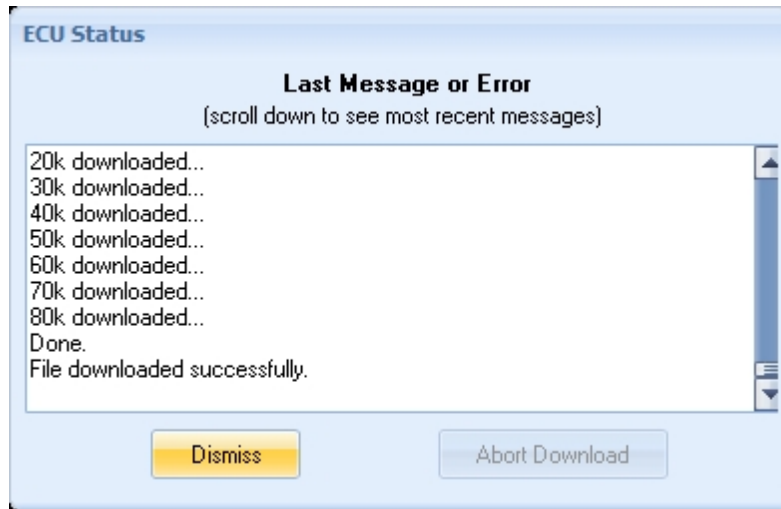 ECU Status
Last Message or Error
(scroll down to see most recent messages)
20k downloaded...
30k downloaded...
40k downloaded...
50k downloaded...
60k downloaded...
70k downloaded...
80k downloaded...
Done.
File downloaded successfully.
Dismiss
Abort Download